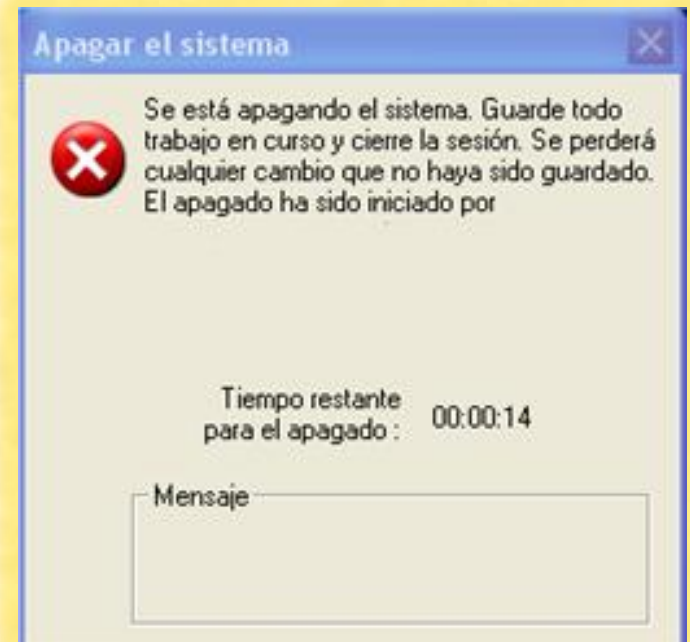 Apagar el sistema
Se está apagando el sistema. Guarde todo
trabajo en curso y cierre la sesión. Se perderá
cualquier cambio que no haya sido guardado.
El apagado ha sido iniciado por
Tiempo restante
para el apagado :
00:00:14
Mensaje